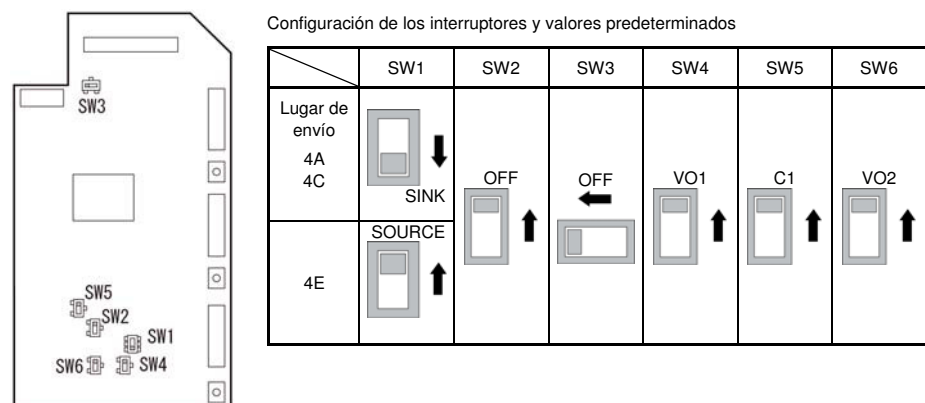 Configuración de los interruptores y valores predeterminados
SW1 SW2 SW3 SW4 SW5 SW6
Lugar de
envío
4A
4C
SINK
OFF
OFF
VO1
C1
VO2
4E
SOURCE
SW3
SW5
SW2
SW1
SW6
SW4